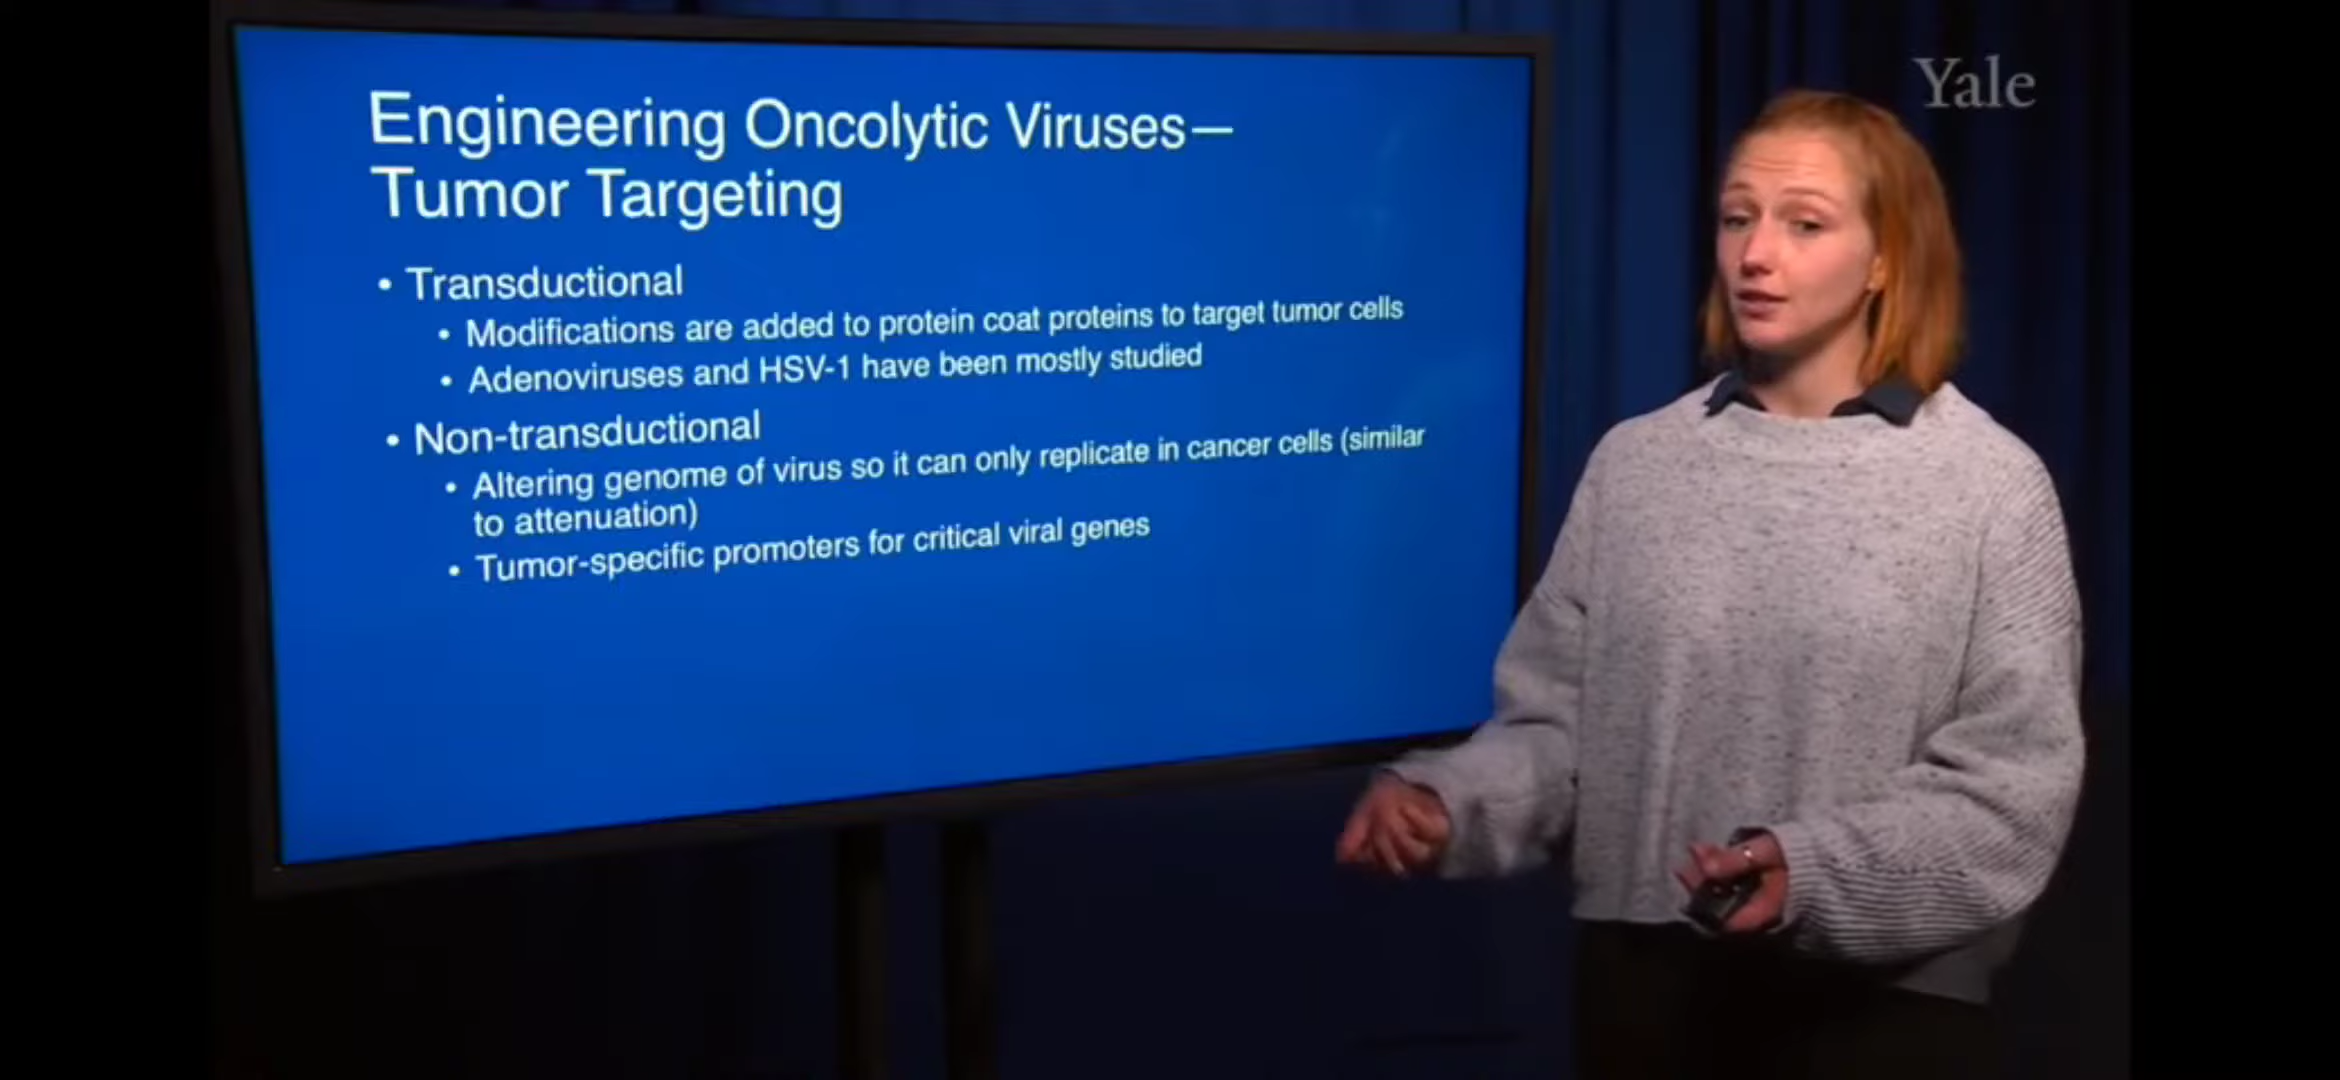 Yale
Engineering Oncolytic Viruses—
Tumor Targeting
• Transductional
• Modifications are added to protein coat proteins to target tumor cells
• Adenoviruses and HSV-1 have been mostly studied
• Non-transductional
• Altering genome of virus so it can only replicate in cancer cells (similar
to attenuation)
• Tumor-specific promoters for critical viral genes